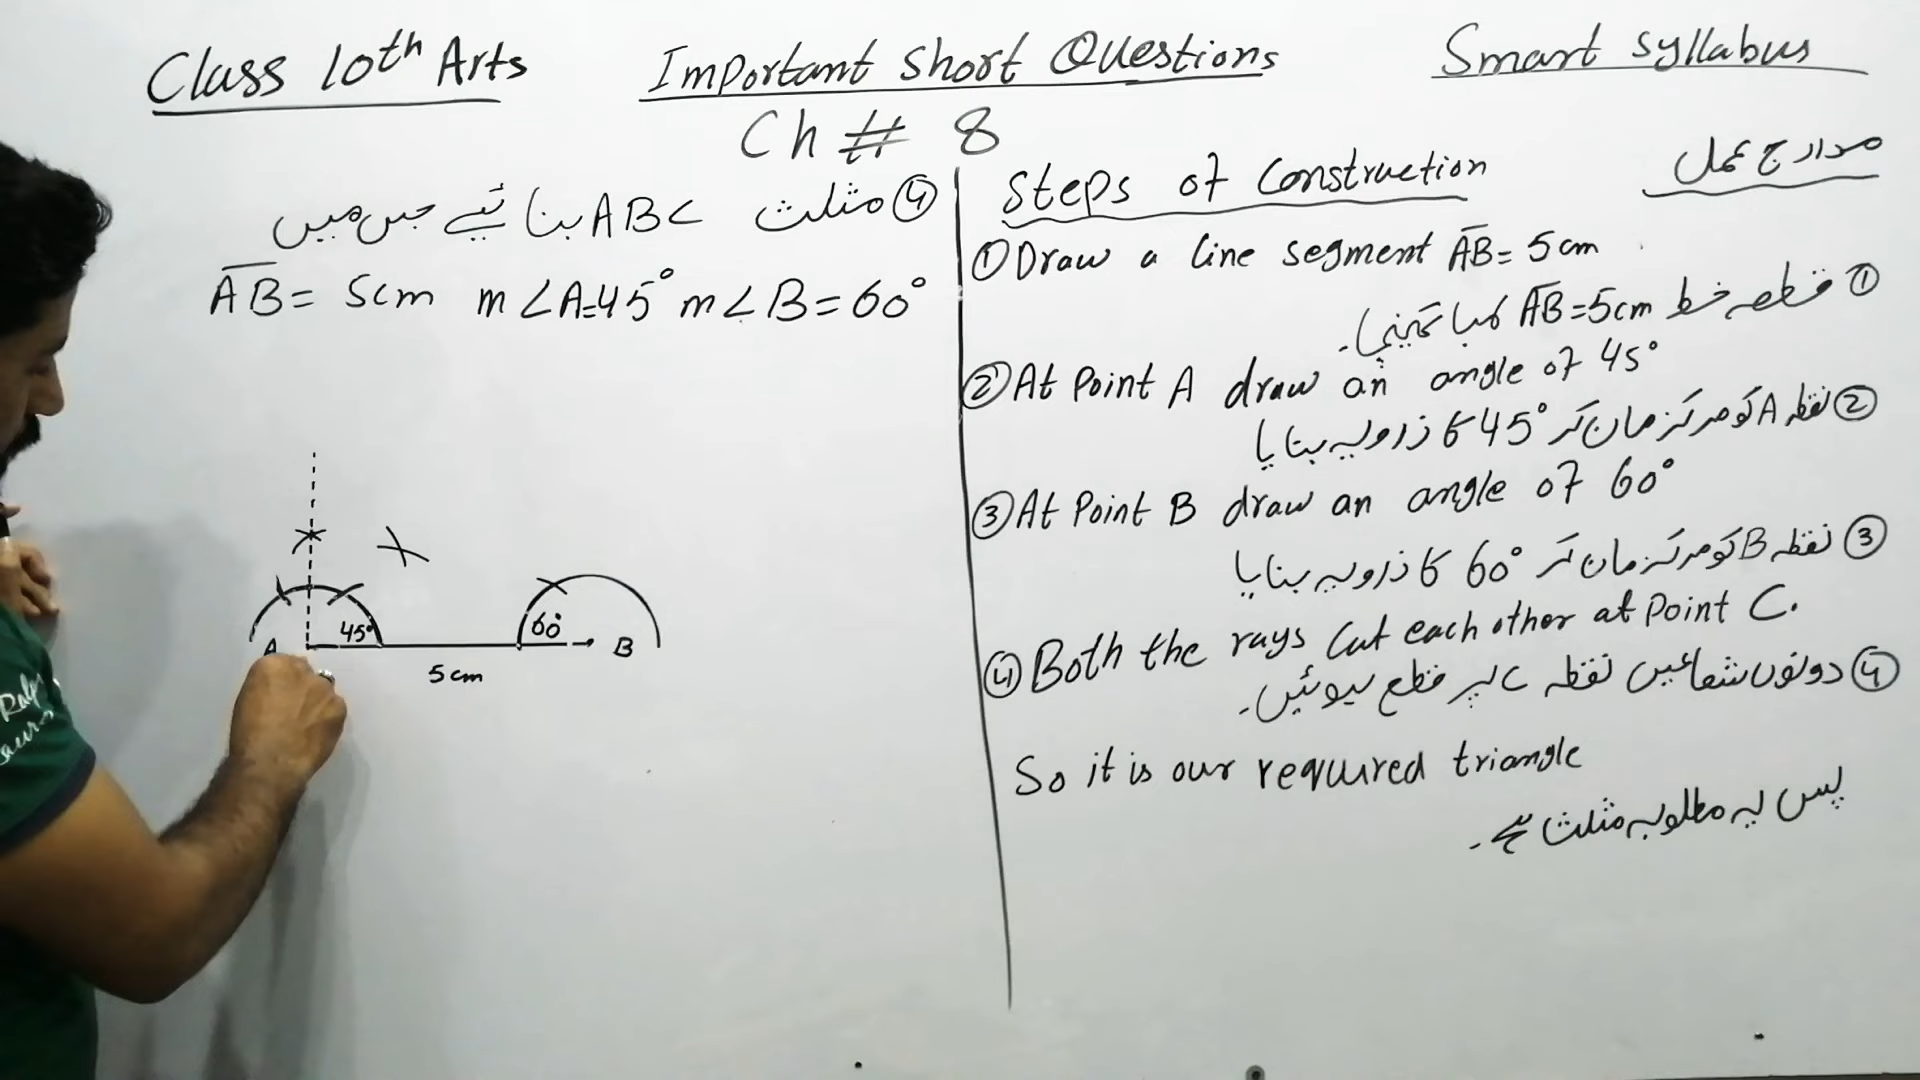 Class 10th Arts
Important Short Questions
Smart Syllabus
Ch # 8
④ مثلث ABC بنائیے جس میں
AB = 5cm m∠A=45° m∠B=60°
45°
60°
A
B
5cm
Steps of Construction
مدارج عمل
① Draw a line segment AB = 5cm
① قطعہ خط AB=5cm لمبا کھینچا۔
② At Point A draw an angle of 45°
② نقطہ A کو مرکز مان کر 45° کا زاویہ بنایا
③ At Point B draw an angle of 60°
③ نقطہ B کو مرکز مان کر 60° کا زاویہ بنایا
④ Both the rays cut each other at Point C.
④ دونوں شعاعیں نقطہ C پر قطع ہوئیں۔
So it is our required triangle
پس یہ مطلوبہ مثلث ہے۔